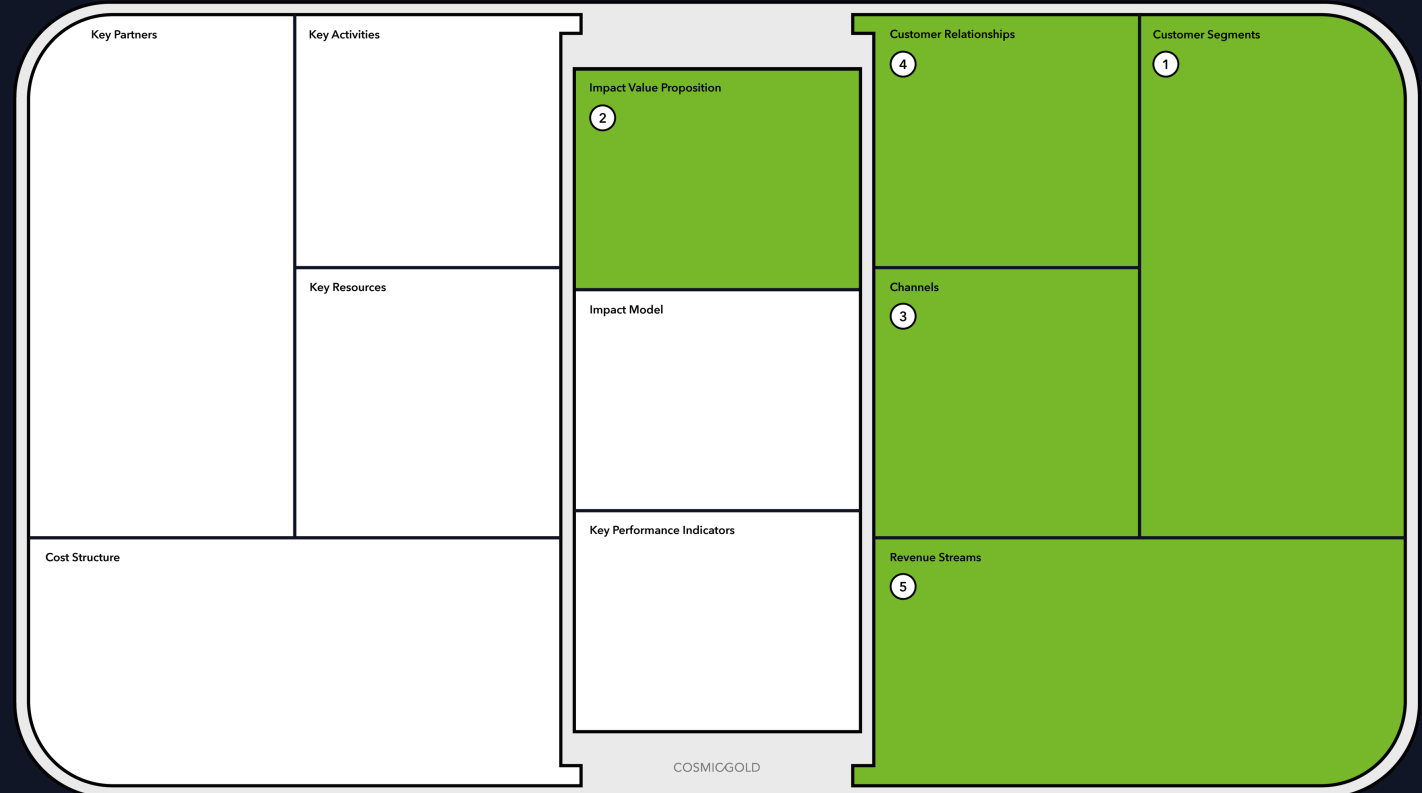 Key Partners
Key Activities
Key Resources
Cost Structure
Impact Value Proposition
2
Impact Model
Key Performance Indicators
COSMICGOLD
Customer Relationships
4
Channels
3
Customer Segments
1
Revenue Streams
5